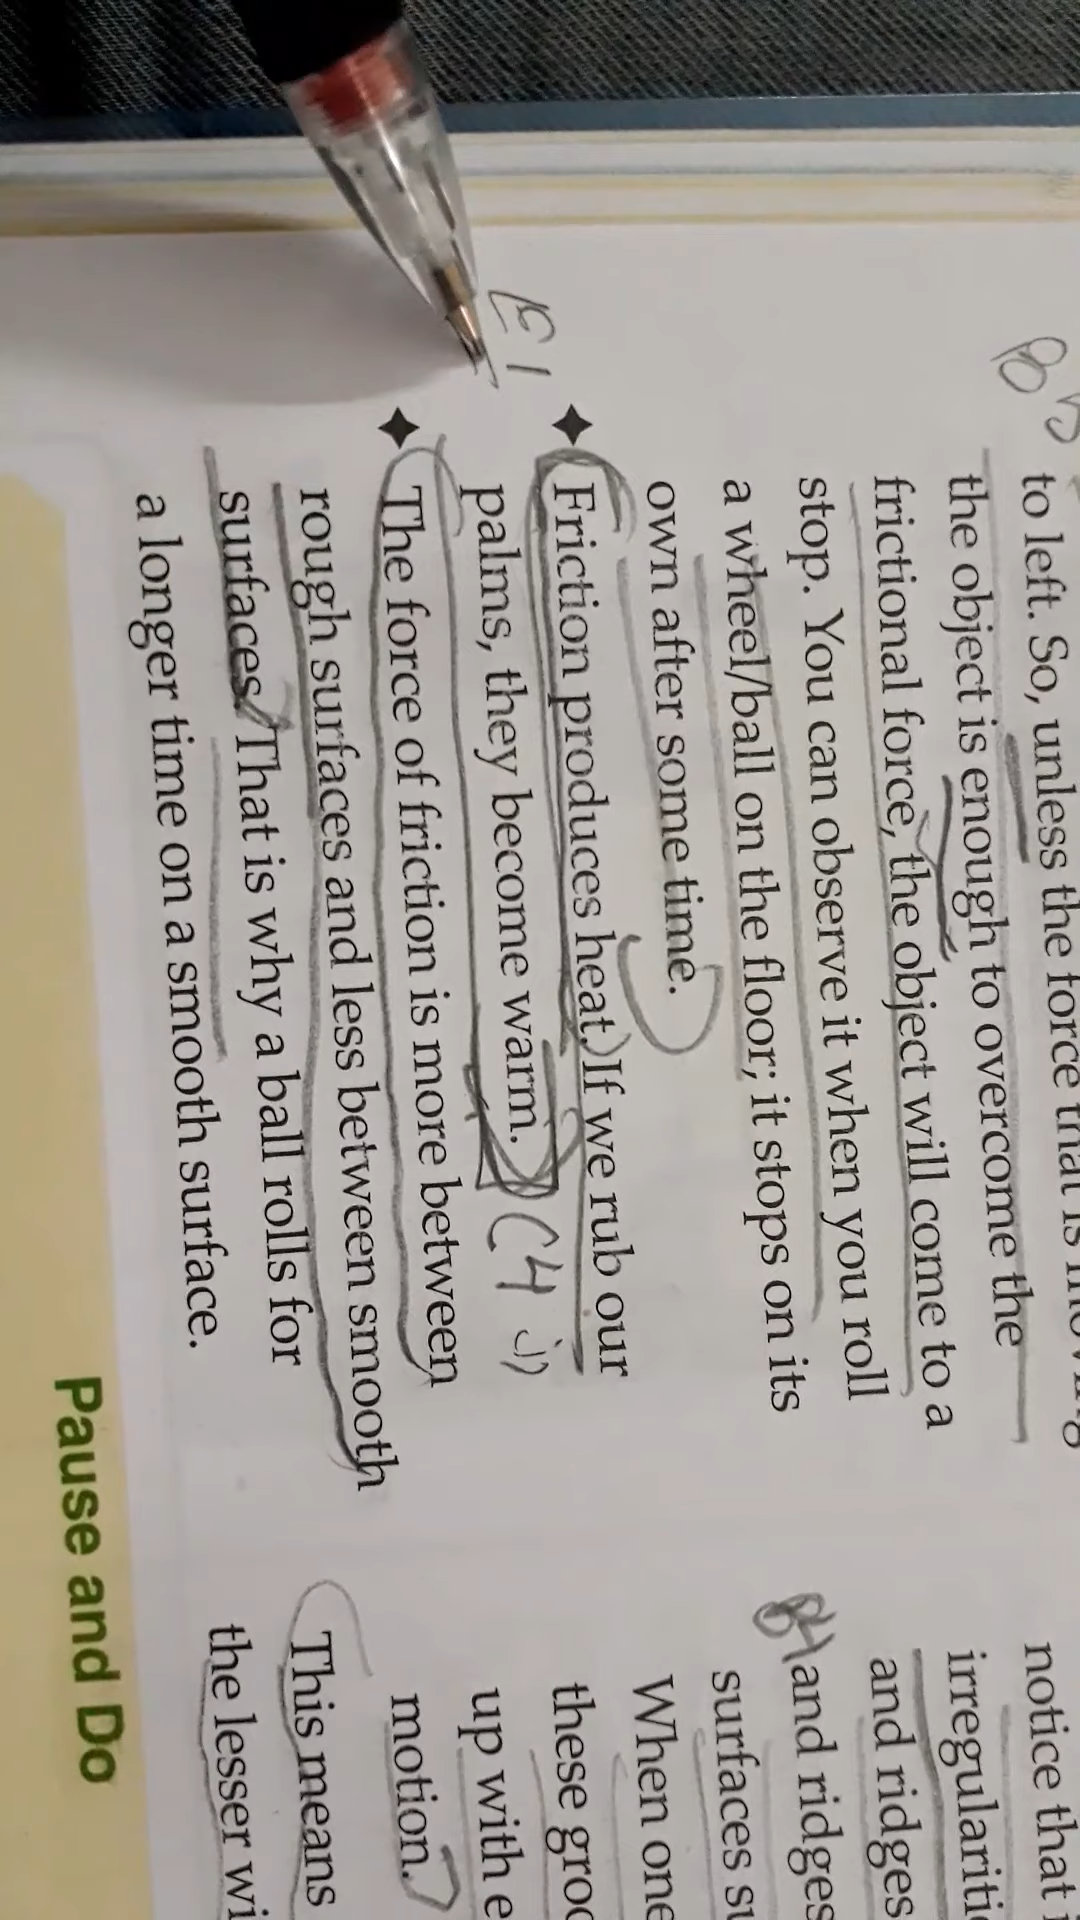 to left. So, unless the force that is moving
the object is enough to overcome the
frictional force, the object will come to a
stop. You can observe it when you roll
a wheel/ball on the floor; it stops on its
own after some time.
Friction produces heat.) If we rub our
palms, they become warm.
The force of friction is more between
rough surfaces and less between smooth
surfaces. That is why a ball rolls for
a longer time on a smooth surface.
Pause and Do
notice that
and ridges
and ridges
When one
up with
motion.
This means
the lesser